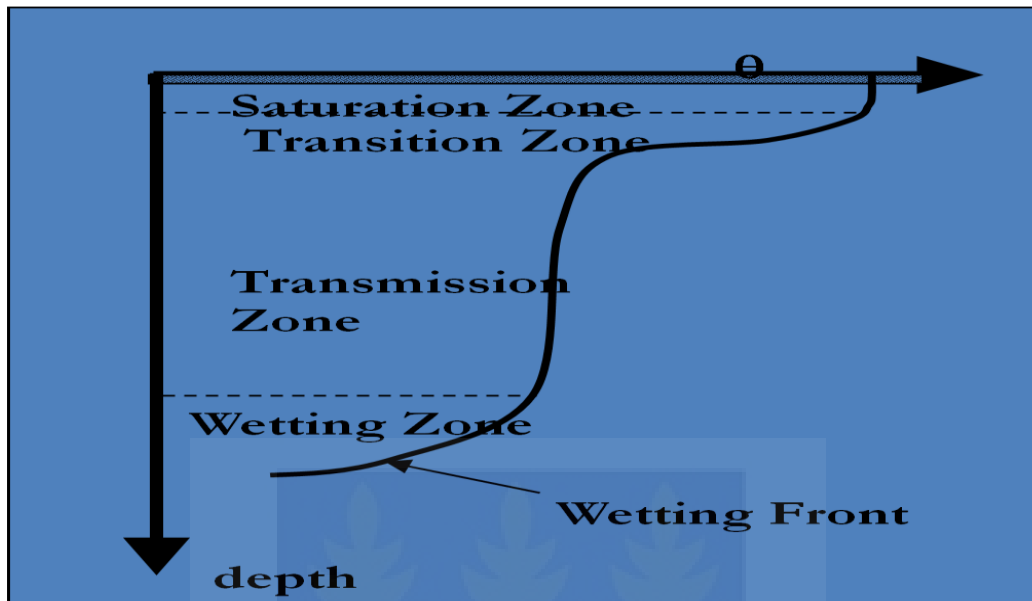 θ
Saturation Zone
Transition Zone
Transmission
Zone
Wetting Zone
Wetting Front
depth